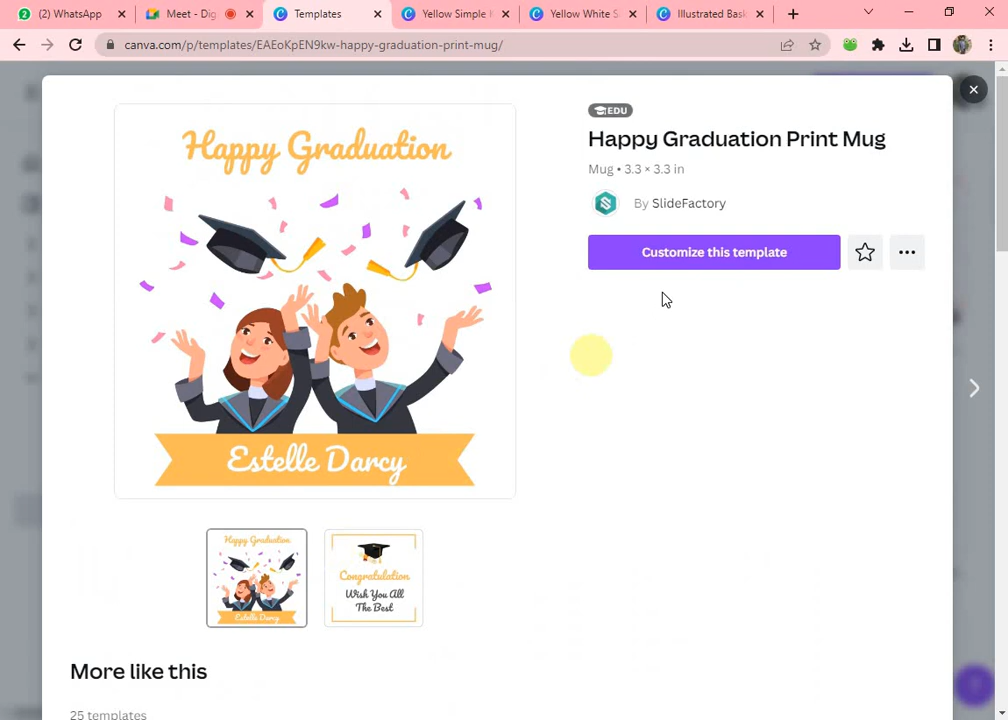 (2) WhatsApp
Meet - Dig
Templates
Yellow Simple
Yellow White S
Illustrated Bas
canva.com/p/templates/EAEoKpEN9kw-happy-graduation-print-mug/
Happy Graduation
Estelle Darcy
EDU
Happy Graduation Print Mug
Mug • 3.3 × 3.3 in
By SlideFactory
Customize this template
Happy Graduation
Estelle Darcy
Congratulation
Wish You All
The Best
More like this
25 templates